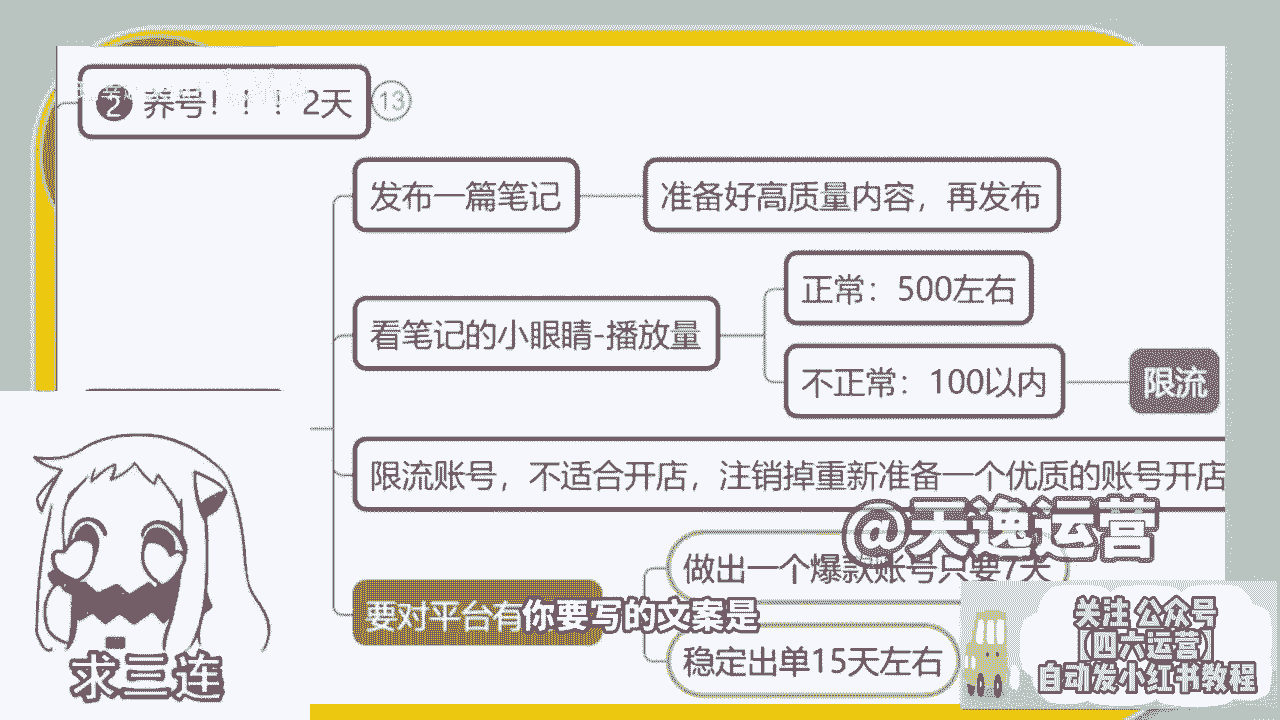 2 养号！！！2天 13
发布一篇笔记
准备好高质量内容，再发布
看笔记的小眼睛-播放量
正常：500左右
不正常：100以内
限流
限流账号，不适合开店，注销掉重新准备一个优质的账号开店
@天逸运营
做出一个爆款账号只要7天
要对平台有
你要写的文案是
稳定出单15天左右
求三连
关注 公众号
(四六运营)
自动发小红书教程